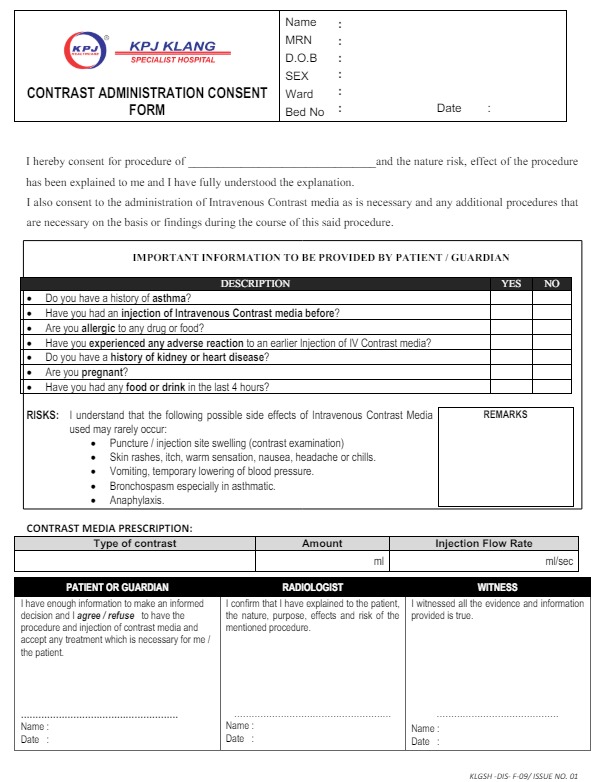 KPJ
HEALTHCARE
®
KPJ KLANG
SPECIALIST HOSPITAL
CONTRAST ADMINISTRATION CONSENT
FORM
Name :
MRN :
D.O.B :
SEX :
Ward :
Bed No : Date :
I hereby consent for procedure of ________________________________and the nature risk, effect of the procedure
has been explained to me and I have fully understood the explanation.
I also consent to the administration of Intravenous Contrast media as is necessary and any additional procedures that
are necessary on the basis or findings during the course of this said procedure.
IMPORTANT INFORMATION TO BE PROVIDED BY PATIENT / GUARDIAN
DESCRIPTION YES NO
• Do you have a history of asthma?
• Have you had an injection of Intravenous Contrast media before?
• Are you allergic to any drug or food?
• Have you experienced any adverse reaction to an earlier Injection of IV Contrast media?
• Do you have a history of kidney or heart disease?
• Are you pregnant?
• Have you had any food or drink in the last 4 hours?
RISKS: I understand that the following possible side effects of Intravenous Contrast Media
used may rarely occur:
• Puncture / injection site swelling (contrast examination)
• Skin rashes, itch, warm sensation, nausea, headache or chills.
• Vomiting, temporary lowering of blood pressure.
• Bronchospasm especially in asthmatic.
• Anaphylaxis.
REMARKS
CONTRAST MEDIA PRESCRIPTION:
Type of contrast Amount Injection Flow Rate
ml ml/sec
PATIENT OR GUARDIAN
I have enough information to make an informed
decision and I agree / refuse to have the
procedure and injection of contrast media and
accept any treatment which is necessary for me /
the patient.
....................................................
Name :
Date :
RADIOLOGIST
I confirm that I have explained to the patient,
the nature, purpose, effects and risk of the
mentioned procedure.
....................................................
Name :
Date :
WITNESS
I witnessed all the evidence and information
provided is true.
....................................................
Name :
Date :
KLGSH -DIS- F-09/ ISSUE NO. 01